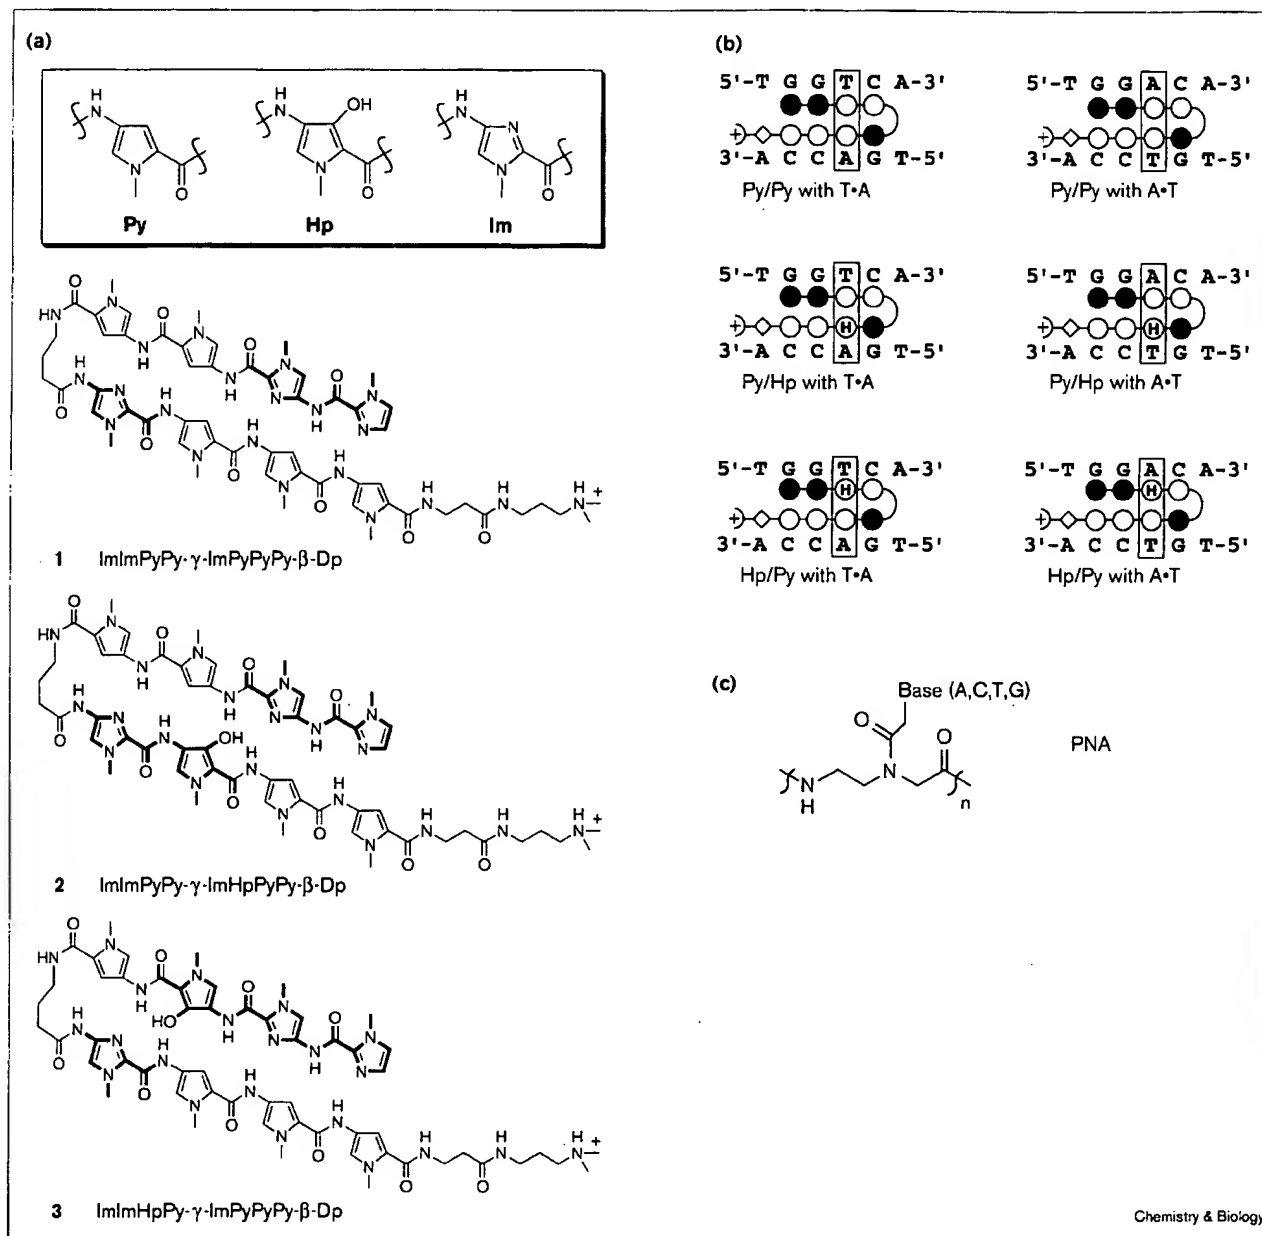 (a)
Py
Hp
Im
1 ImImPyPy-γ-ImPyPyPy-β-Dp
2 ImImPyPy-γ-ImHpPyPy-β-Dp
3 ImImHpPy-γ-ImPyPyPy-β-Dp
(b)
5'-T G G T C A-3'
3'-A C C A G T-5'
Py/Py with T•A
5'-T G G A C A-3'
3'-A C C T G T-5'
Py/Py with A•T
5'-T G G T C A-3'
H
3'-A C C A G T-5'
Py/Hp with T•A
5'-T G G A C A-3'
H
3'-A C C T G T-5'
Py/Hp with A•T
5'-T G G T C A-3'
H
3'-A C C A G T-5'
Hp/Py with T•A
5'-T G G A C A-3'
H
3'-A C C T G T-5'
Hp/Py with A•T
(c)
Base (A,C,T,G)
PNA
n
Chemistry & Biology